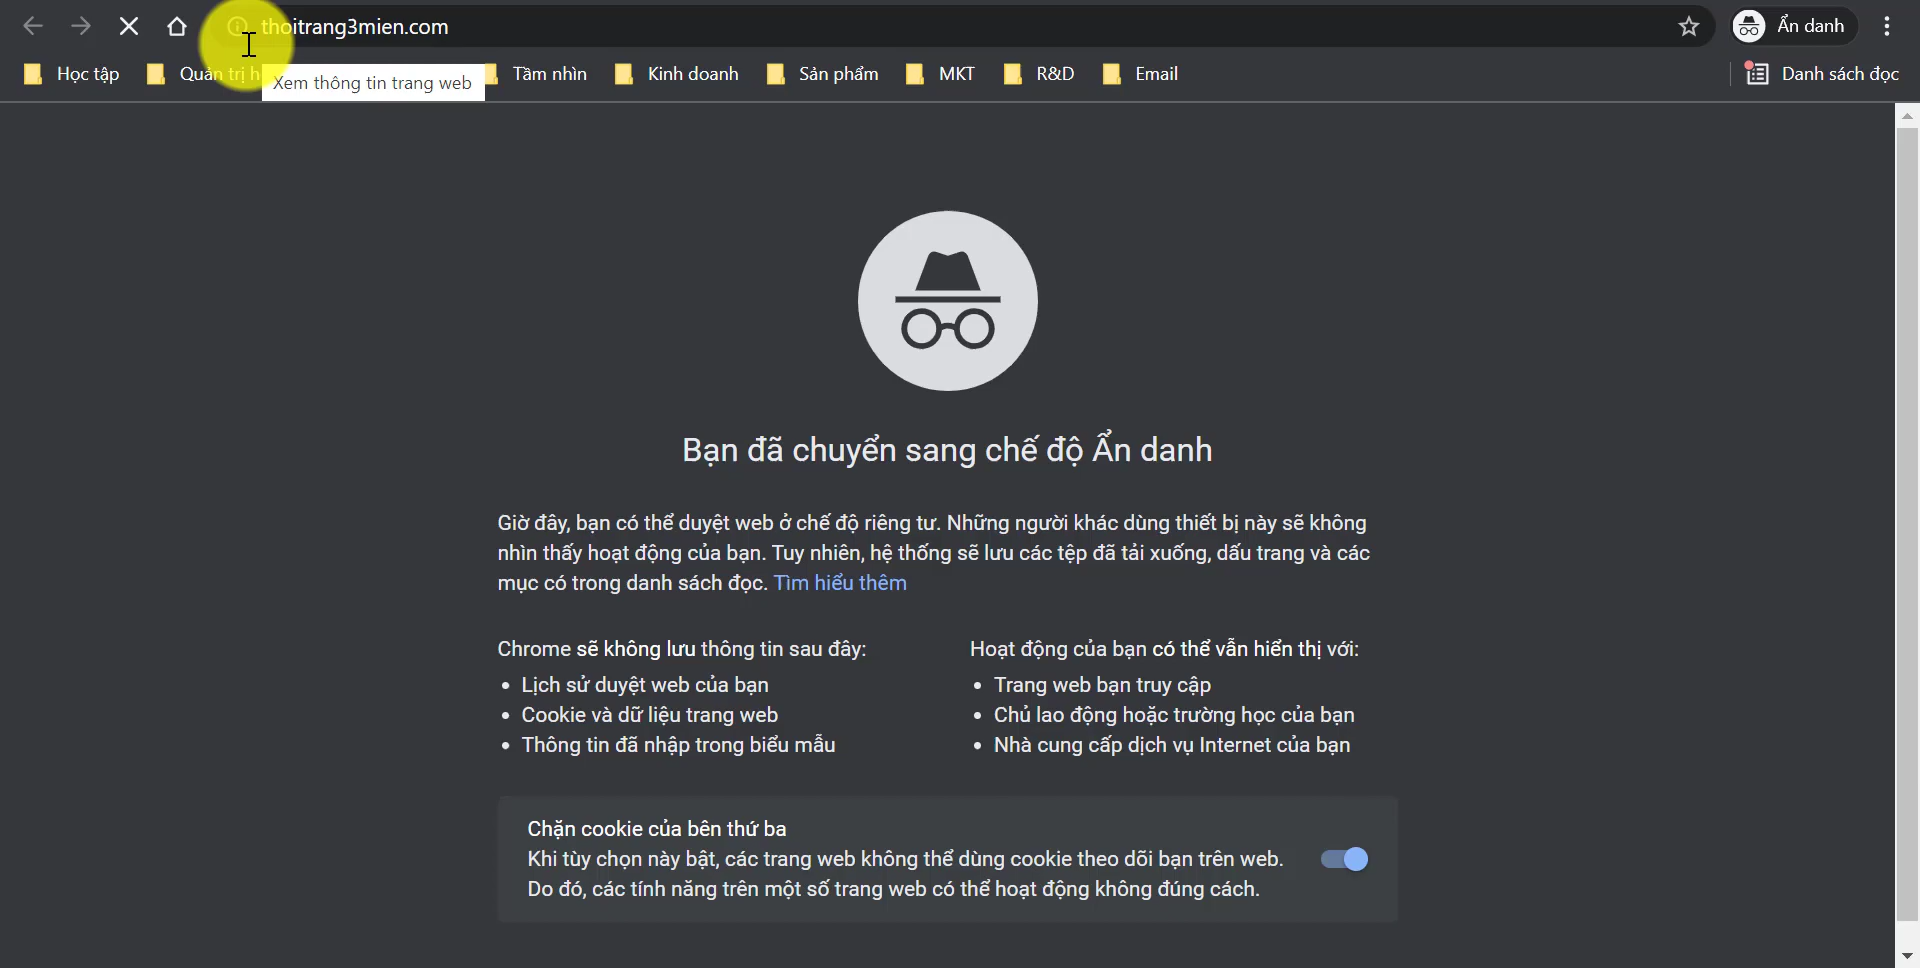 thoitrang3mien.com
Ẩn danh
Học tập
Quản trị h
Tầm nhìn
Kinh doanh
Sản phẩm
MKT
R&D
Email
Danh sách đọc
Xem thông tin trang web
Bạn đã chuyển sang chế độ Ẩn danh
Giờ đây, bạn có thể duyệt web ở chế độ riêng tư. Những người khác dùng thiết bị này sẽ không
nhìn thấy hoạt động của bạn. Tuy nhiên, hệ thống sẽ lưu các tệp đã tải xuống, dấu trang và các
mục có trong danh sách đọc. Tìm hiểu thêm
Chrome sẽ không lưu thông tin sau đây:
• Lịch sử duyệt web của bạn
• Cookie và dữ liệu trang web
• Thông tin đã nhập trong biểu mẫu
Hoạt động của bạn có thể vẫn hiển thị với:
• Trang web bạn truy cập
• Chủ lao động hoặc trường học của bạn
• Nhà cung cấp dịch vụ Internet của bạn
Chặn cookie của bên thứ ba
Khi tùy chọn này bật, các trang web không thể dùng cookie theo dõi bạn trên web.
Do đó, các tính năng trên một số trang web có thể hoạt động không đúng cách.